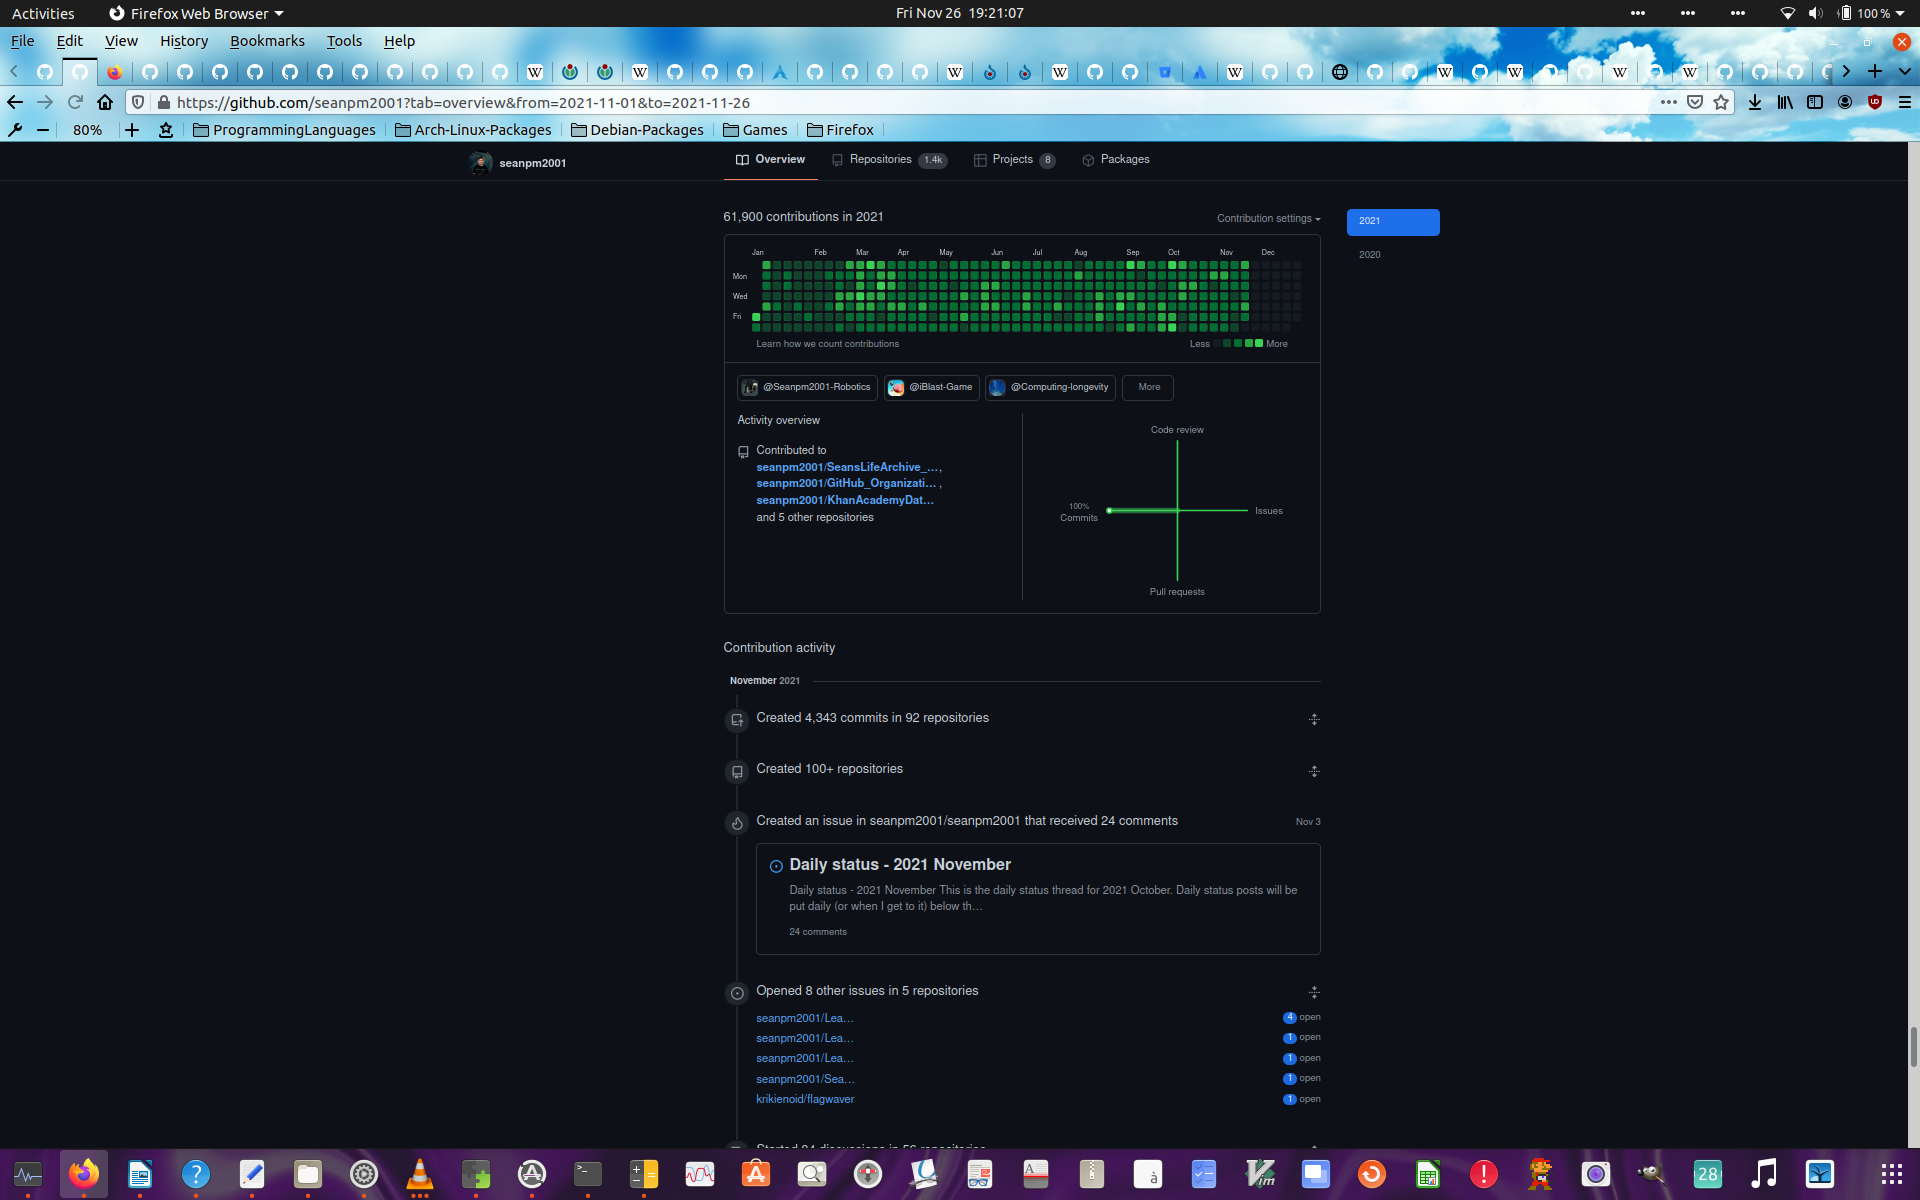 Activities
Firefox Web Browser
Fri Nov 26 19:21:07
100 %
File Edit View History Bookmarks Tools Help
https://github.com/seanpm2001?tab=overview&from=2021-11-01&to=2021-11-26
80%
ProgrammingLanguages
Arch-Linux-Packages
Debian-Packages
Games
Firefox
seanpm2001
Overview
Repositories 1.4k
Projects 8
Packages
61,900 contributions in 2021
Contribution settings
2021
2020
Jan Feb Mar Apr May Jun Jul Aug Sep Oct Nov Dec
Mon
Wed
Fri
Learn how we count contributions
Less More
@Seanpm2001-Robotics
@iBlast-Game
@Computing-longevity
More
Activity overview
Contributed to
seanpm2001/SeansLifeArchive_…,
seanpm2001/GitHub_Organizati… ,
seanpm2001/KhanAcademyDat…
and 5 other repositories
Code review
100%
Commits
Issues
Pull requests
Contribution activity
November 2021
Created 4,343 commits in 92 repositories
Created 100+ repositories
Created an issue in seanpm2001/seanpm2001 that received 24 comments
Nov 3
Daily status - 2021 November
Daily status - 2021 November This is the daily status thread for 2021 October. Daily status posts will be
put daily (or when I get to it) below th…
24 comments
Opened 8 other issues in 5 repositories
seanpm2001/Lea… 4 open
seanpm2001/Lea… 1 open
seanpm2001/Lea… 1 open
seanpm2001/Sea… 1 open
krikienoid/flagwaver 1 open
28